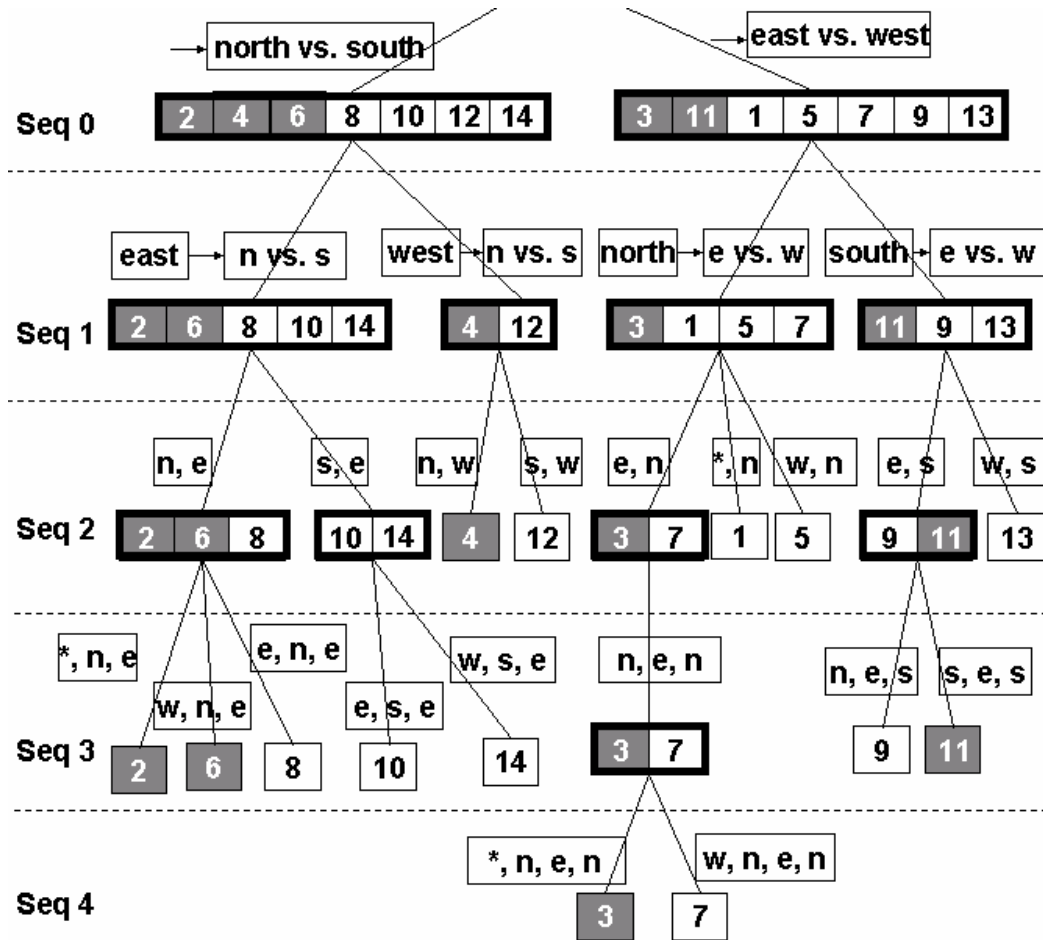 north vs. south east vs. west
Seq 0 2 4 6 8 10 12 14 3 11 1 5 7 9 13
east n vs. s west n vs. s north e vs. w south e vs. w
Seq 1 2 6 8 10 14 4 12 3 1 5 7 11 9 13
n, e s, e n, w s, w e, n *, n w, n e, s w, s
Seq 2 2 6 8 10 14 4 12 3 7 1 5 9 11 13
*, n, e w, n, e e, n, e e, s, e w, s, e n, e, n n, e, s s, e, s
Seq 3 2 6 8 10 14 3 7 9 11
*, n, e, n w, n, e, n
Seq 4 3 7